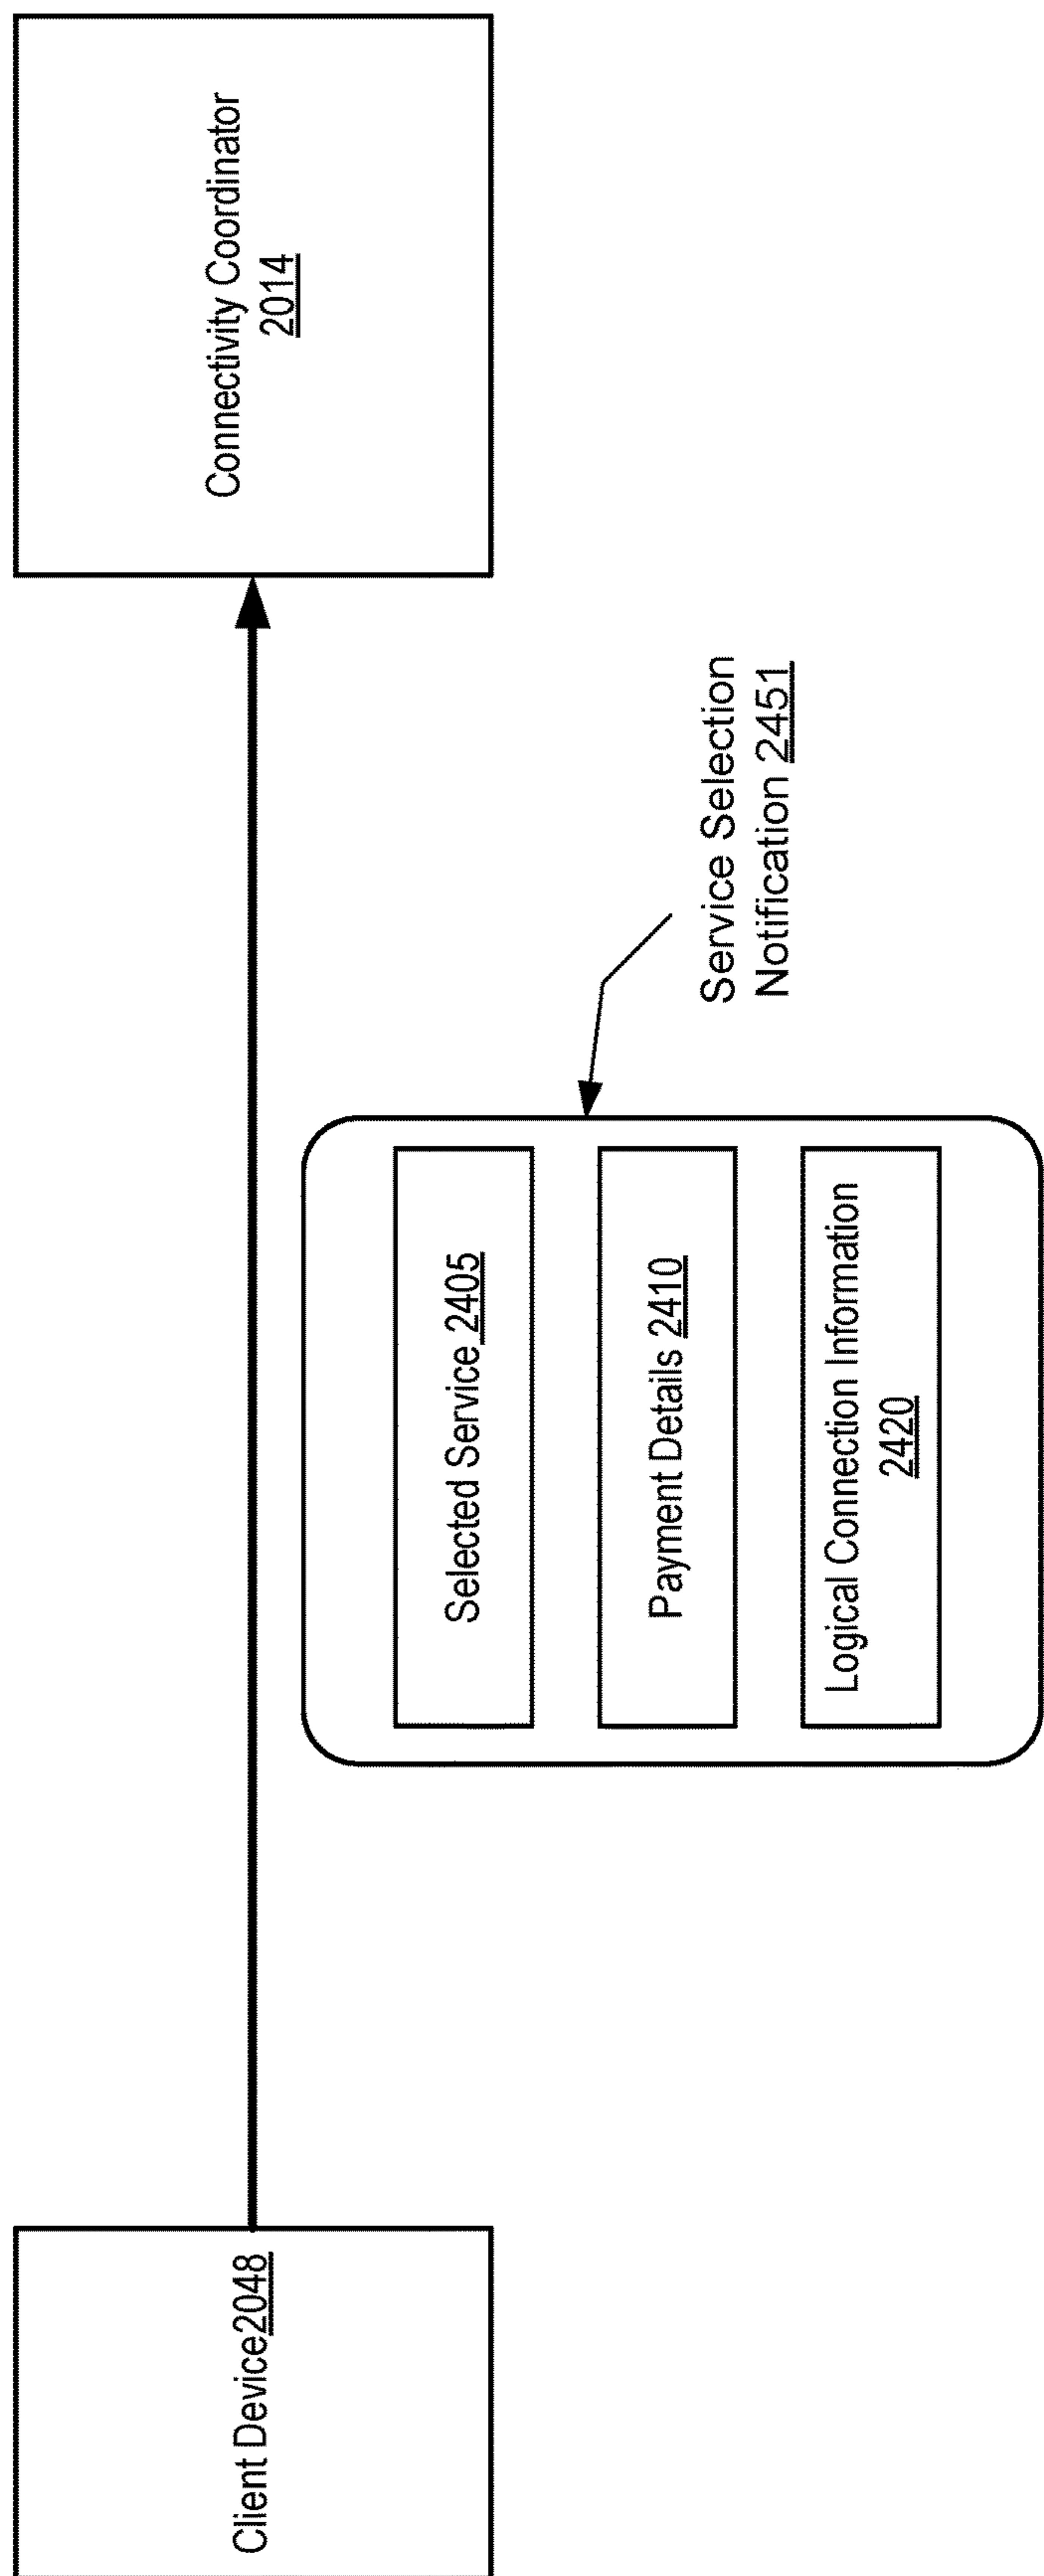 Client Device2048
Connectivity Coordinator
2014
Selected Service 2405
Payment Details 2410
Logical Connection Information
2420
Service Selection
Notification 2451